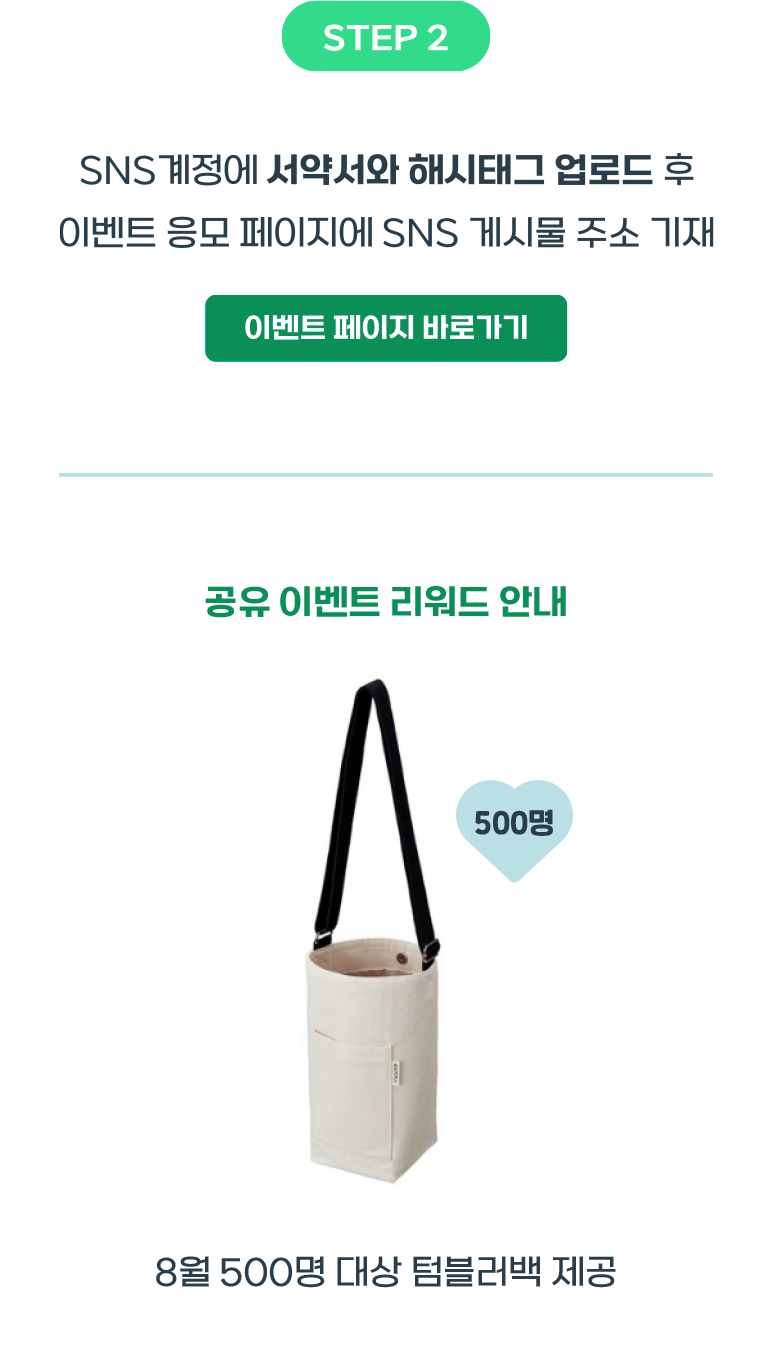 STEP 2
SNS계정에 서약서와 해시태그 업로드 후
이벤트 응모 페이지에 SNS 게시물 주소 기재
이벤트 페이지 바로가기
공유 이벤트 리워드 안내
500명
8월 500명 대상 텀블러백 제공